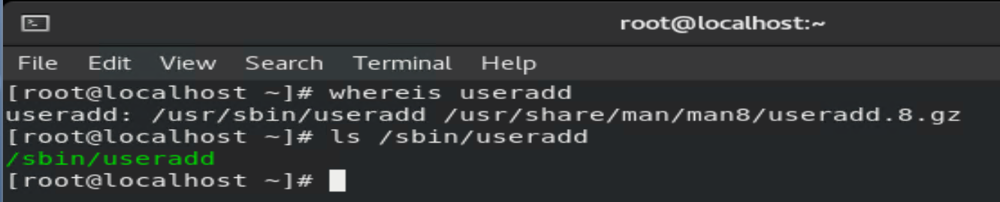 root@localhost:~
File Edit View Search Terminal Help
[root@localhost ~]# whereis useradd
useradd: /usr/sbin/useradd /usr/share/man/man8/useradd.8.gz
[root@localhost ~]# ls /sbin/useradd
/sbin/useradd
[root@localhost ~]#